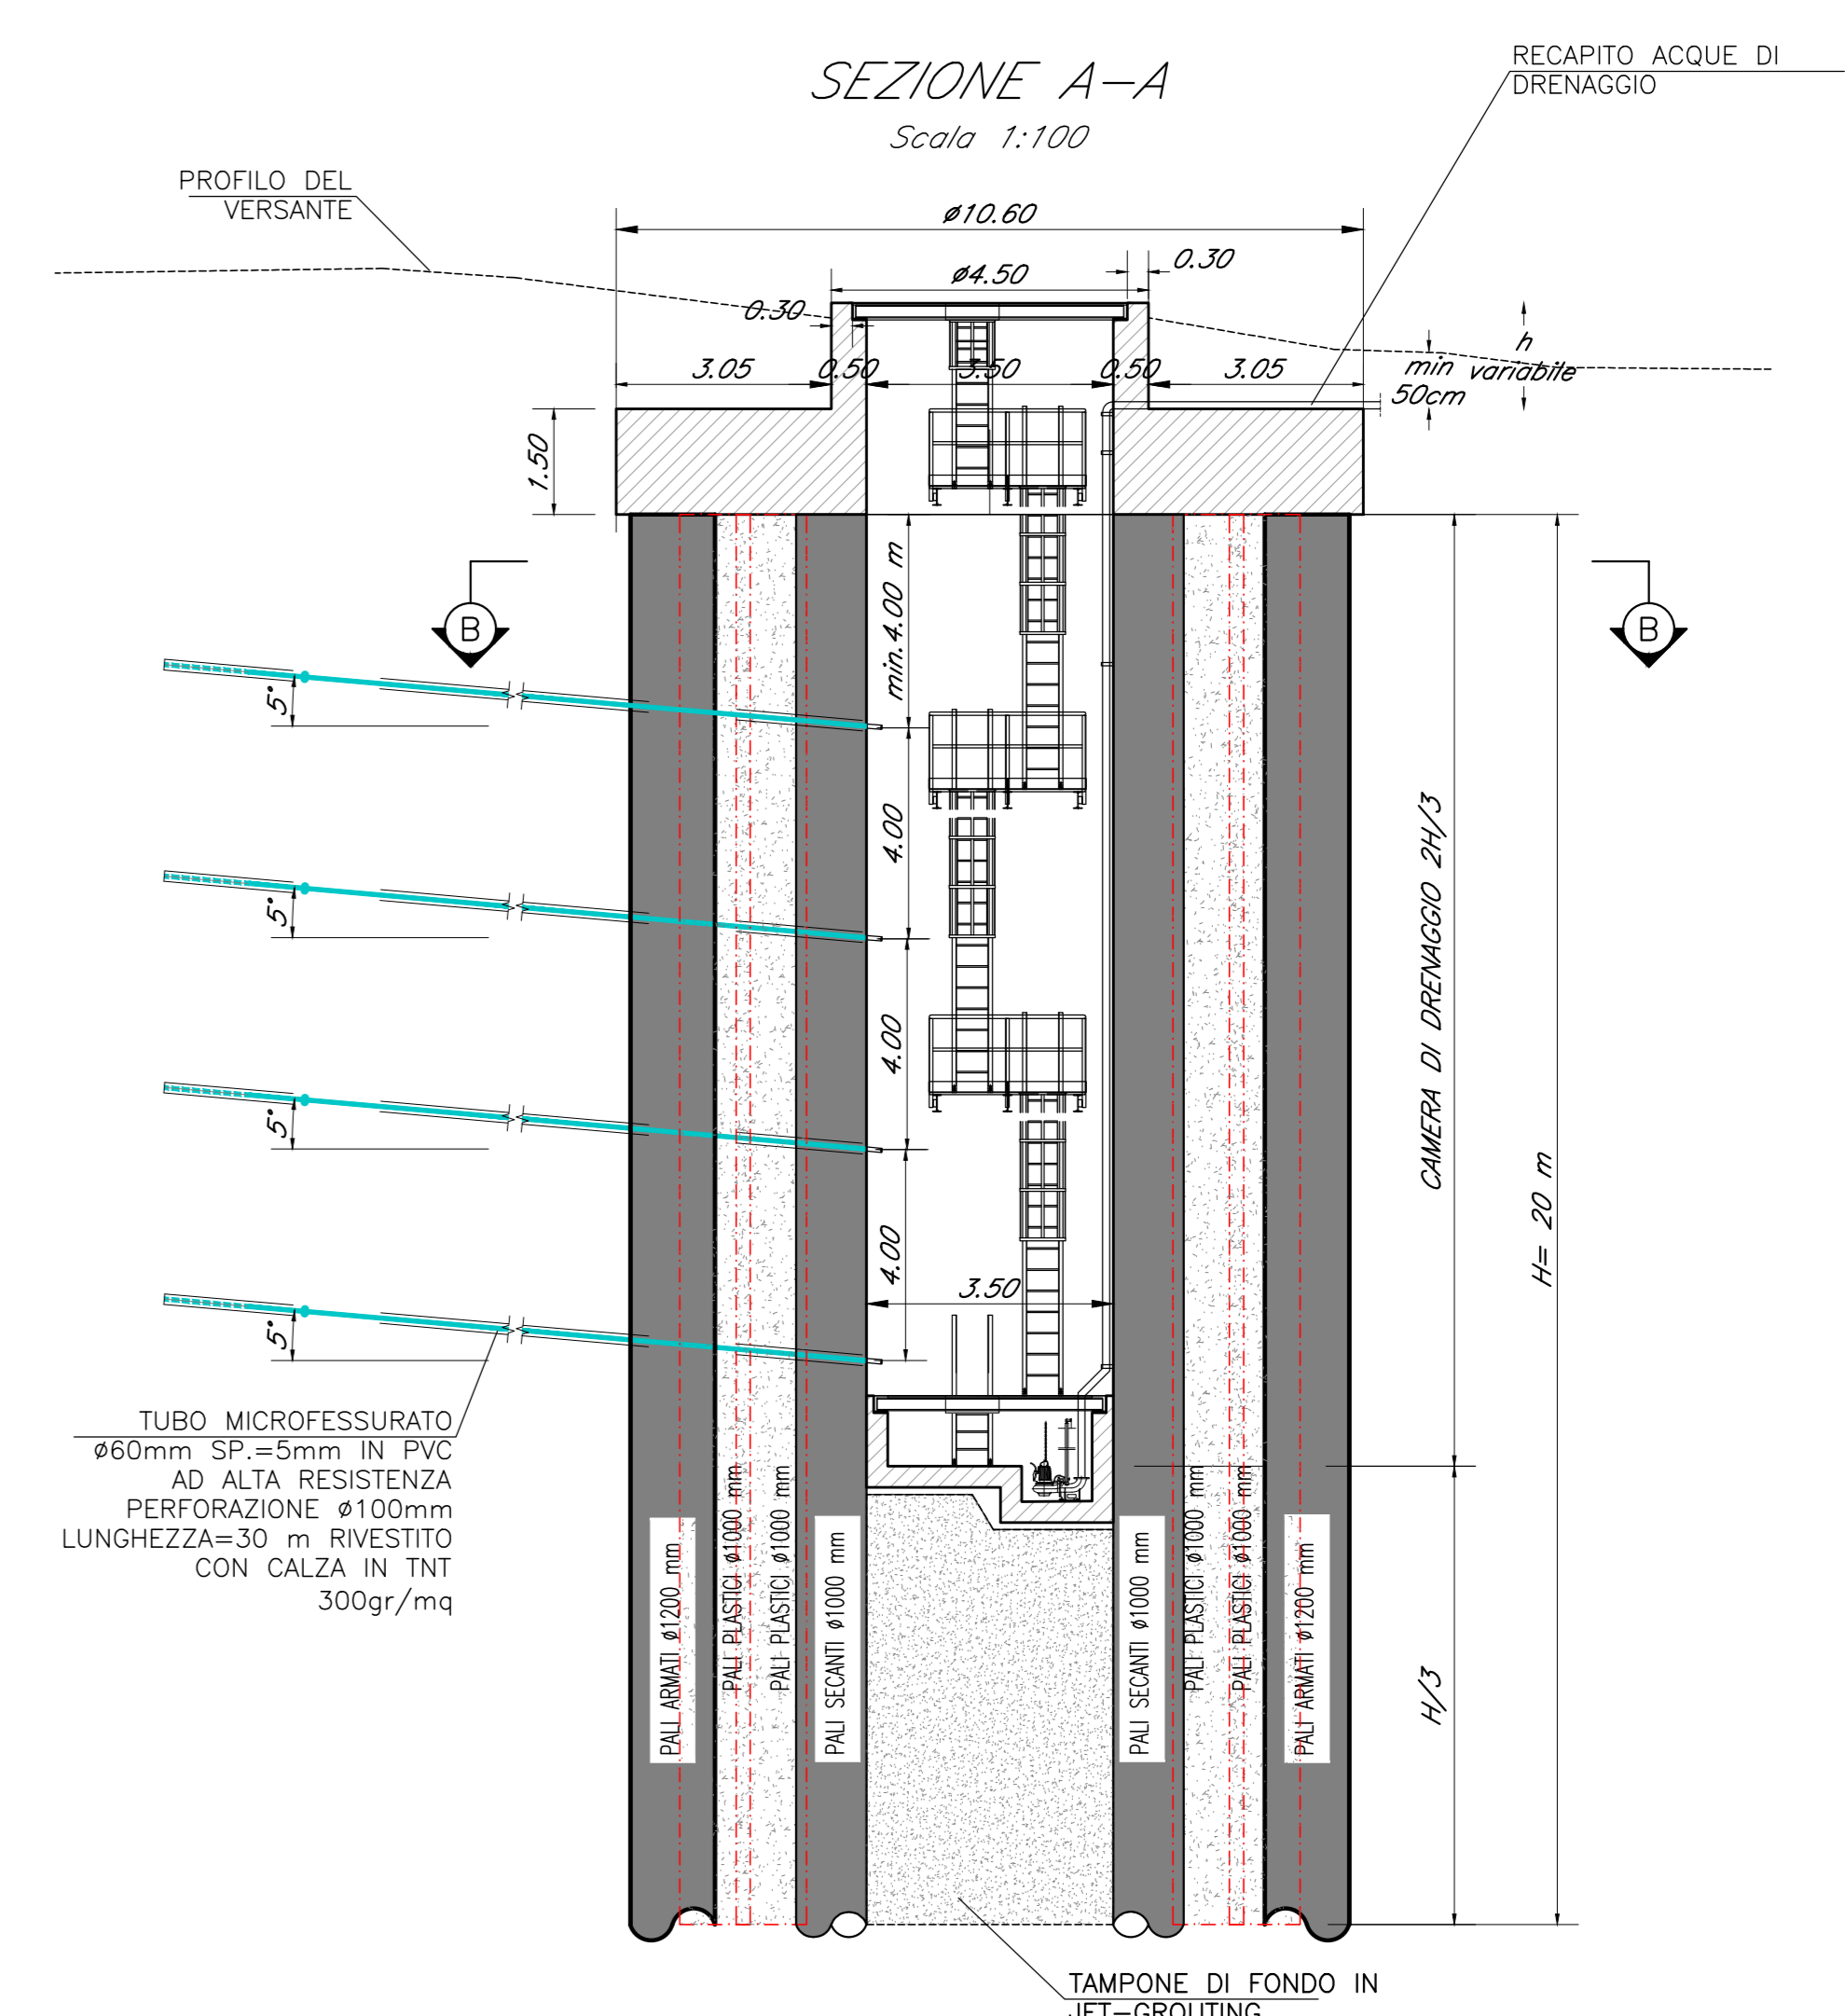 SEZIONE A-A
Scala 1:100
RECAPITO ACQUE DI
DRENAGGIO
PROFILO DEL
VERSANTE
ø10.60
0.30
ø4.50
0.30
h
variabile
min
50cm
3.05
0.50
3.50
0.50
3.05
1.50
min.4.00 m
B
B
5°
4.00
5°
4.00
CAMERA DI DRENAGGIO 2H/3
5°
4.00
H= 20 m
3.50
5°
TUBO MICROFESSURATO
ø60mm SP.=5mm IN PVC
AD ALTA RESISTENZA
PERFORAZIONE ø100mm
LUNGHEZZA=30 m RIVESTITO
CON CALZA IN TNT
300gr/mq
PALI ARMATI ø1200 mm
PALI PLASTICI ø1000 mm
PALI PLASTICI ø1000 mm
PALI SECANTI ø1000 mm
PALI SECANTI ø1000 mm
PALI PLASTICI ø1000 mm
PALI PLASTICI ø1000 mm
PALI ARMATI ø1200 mm
H/3
TAMPONE DI FONDO IN
JET-GROUTING